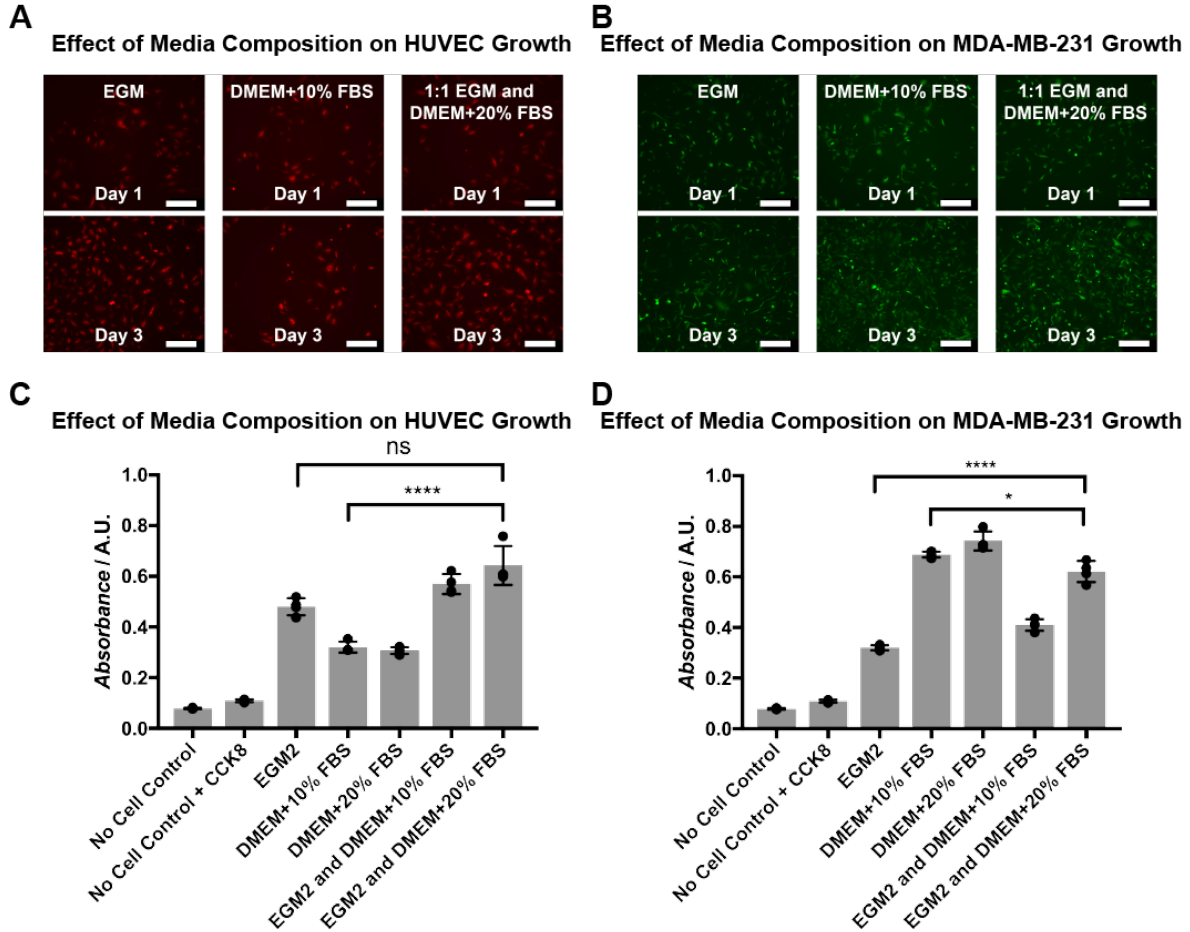 A
Effect of Media Composition on HUVEC Growth
EGM
DMEM+10% FBS
1:1 EGM and
DMEM+20% FBS
Day 1
Day 1
Day 1
Day 3
Day 3
Day 3
B
Effect of Media Composition on MDA-MB-231 Growth
EGM
DMEM+10% FBS
1:1 EGM and
DMEM+20% FBS
Day 1
Day 1
Day 1
Day 3
Day 3
Day 3
C
Effect of Media Composition on HUVEC Growth
ns
****
Absorbance / A.U.
1.0
0.8
0.6
0.4
0.2
0.0
No Cell Control
No Cell Control + CCK8
EGM2
DMEM+10% FBS
DMEM+20% FBS
EGM2 and DMEM+10% FBS
EGM2 and DMEM+20% FBS
D
Effect of Media Composition on MDA-MB-231 Growth
****
*
Absorbance / A.U.
1.0
0.8
0.6
0.4
0.2
0.0
No Cell Control
No Cell Control + CCK8
EGM2
DMEM+10% FBS
DMEM+20% FBS
EGM2 and DMEM+10% FBS
EGM2 and DMEM+20% FBS